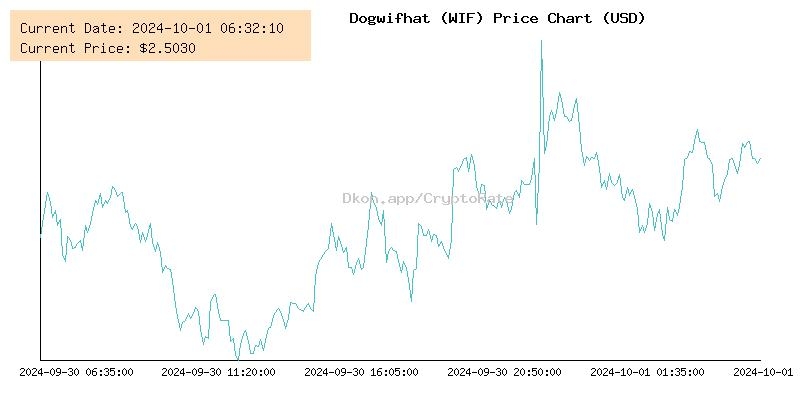 Dogwifhat (WIF) Price Chart (USD)
Current Date: 2024-10-01 06:32:10
Current Price: $2.5030
Dkoh.app/CryptoRate
2024-09-30 06:35:00 2024-09-30 11:20:00 2024-09-30 16:05:00 2024-09-30 20:50:00 2024-10-01 01:35:00 2024-10-01